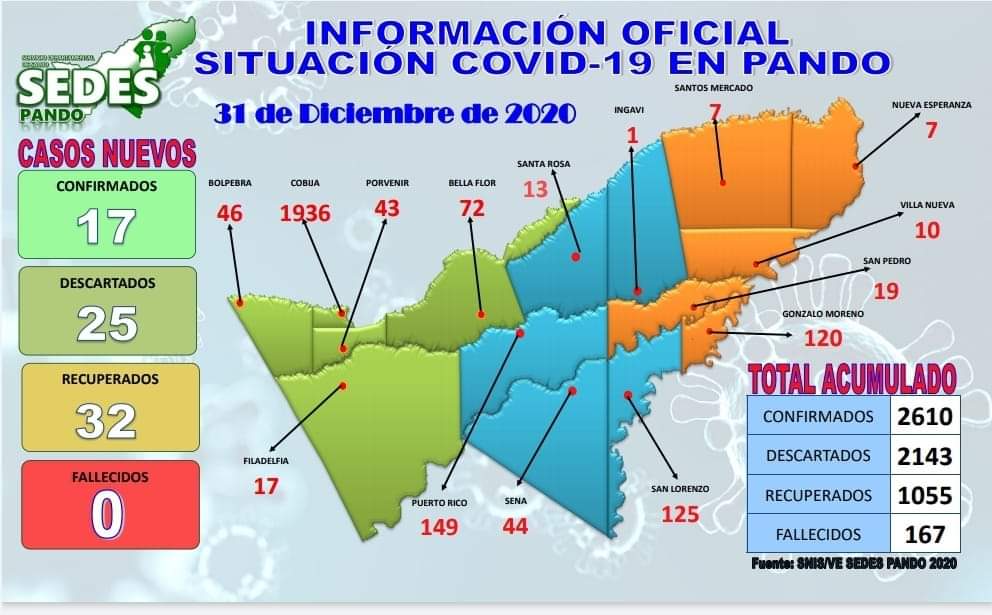 INFORMACIÓN OFICIAL
SITUACIÓN COVID-19 EN PANDO
31 de Diciembre de 2020
SERVICIO DEPARTAMENTAL
SEDES
PANDO
CASOS NUEVOS
CONFIRMADOS
17
DESCARTADOS
25
RECUPERADOS
32
FALLECIDOS
0
BOLPEBRA
46
COBIJA
1936
PORVENIR
43
BELLA FLOR
72
SANTA ROSA
13
INGAVI
1
SANTOS MERCADO
7
NUEVA ESPERANZA
7
VILLA NUEVA
10
SAN PEDRO
19
GONZALO MORENO
120
FILADELFIA
17
PUERTO RICO
149
SENA
44
SAN LORENZO
125
TOTAL ACUMULADO
CONFIRMADOS 2610
DESCARTADOS 2143
RECUPERADOS 1055
FALLECIDOS 167
Fuente: SNIS/VE SEDES PANDO 2020